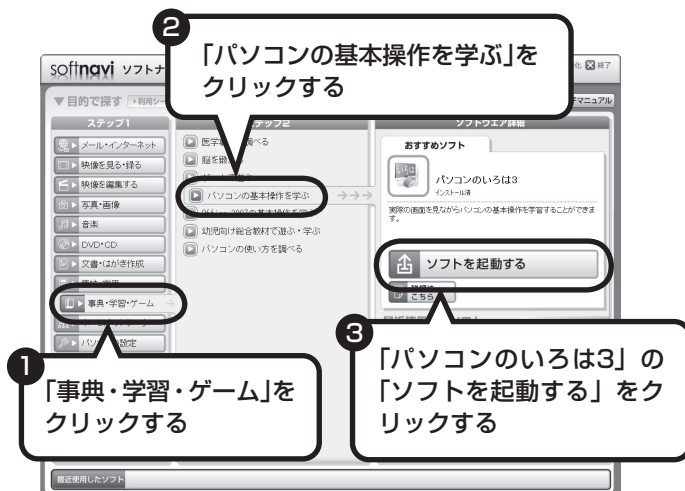 ❷
「パソコンの基本操作を学ぶ」を
クリックする
softnavi ソフトナ
化 終了
▼目的で探す
マニュアル
ステップ1
ステップ2
ソフトウェア詳細
メール・インターネット
映像を見る・録る
映像を編集する
写真・画像
音楽
DVD・CD
文書・はがき作成
事典・学習・ゲーム
脳を
パソコンの基本操作を学ぶ
幼児向け総合教材で遊ぶ・学ぶ
パソコンの使い方を調べる
おすすめソフト
パソコンのいろは3
インストール済
実際の画面を見ながらパソコンの基本操作を学習することができま
す。
ソフトを起動する
こちら
❶
「事典・学習・ゲーム」を
クリックする
❸
「パソコンのいろは3」の
「ソフトを起動する」をク
リックする
最近使用したソフト